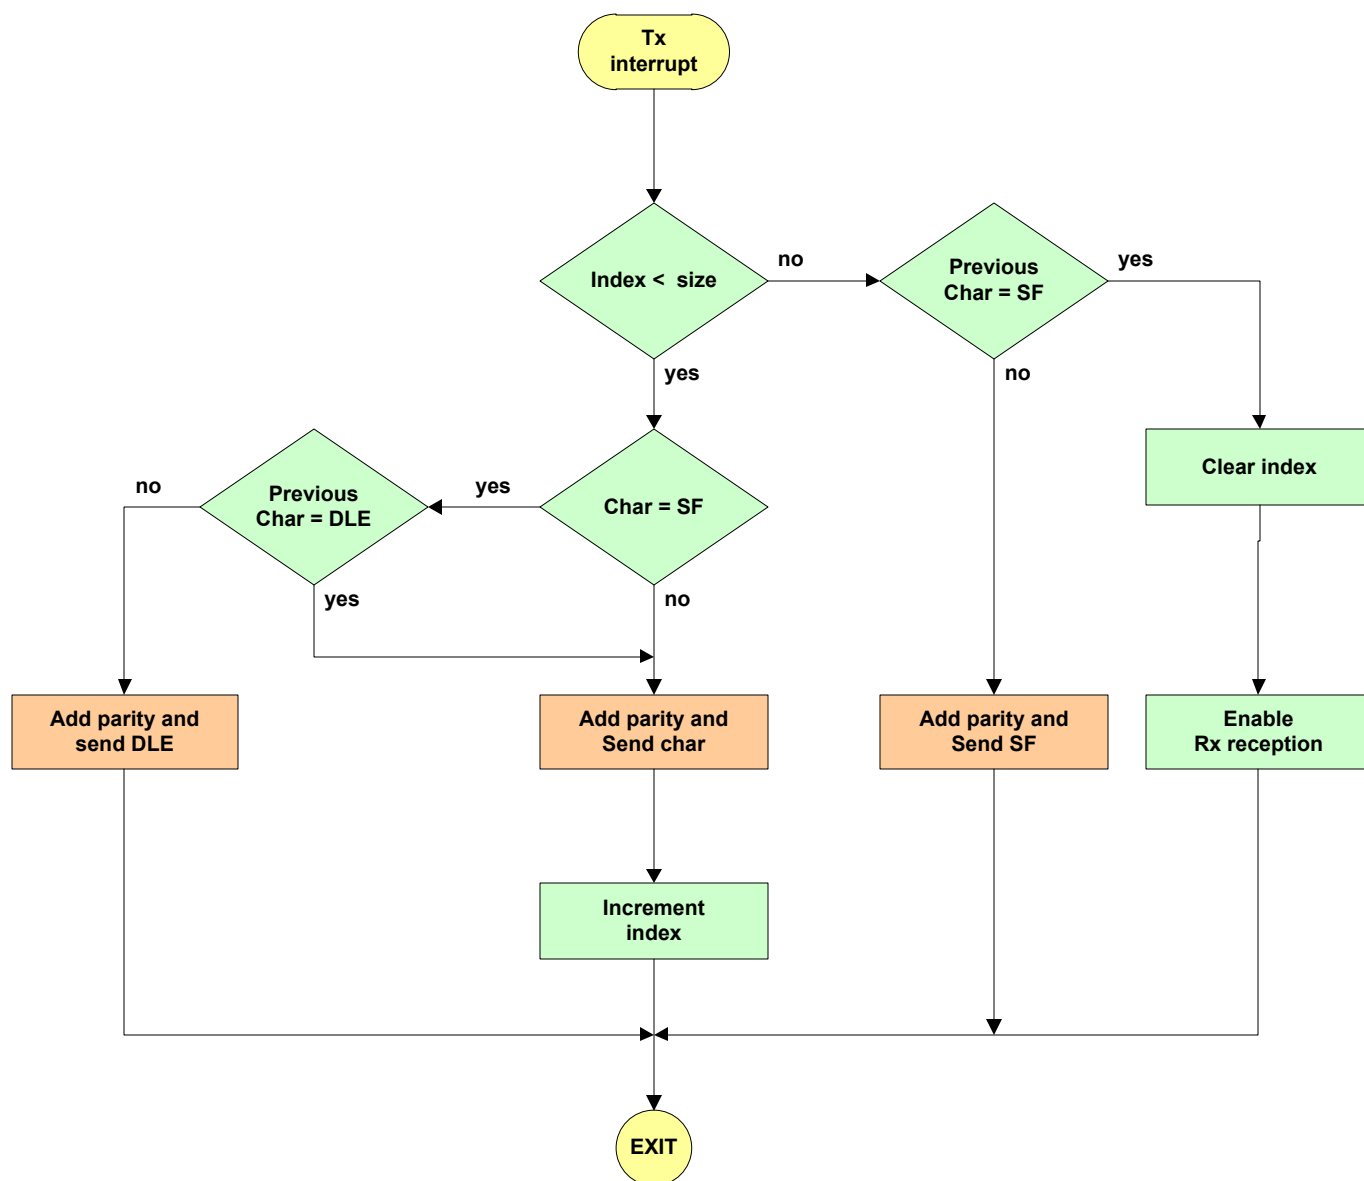 Tx
interrupt
Index <  size
no
Previous
Char = SF
yes
yes
no
Clear index
no
Previous
Char = DLE
yes
Char = SF
yes
no
Add parity and
send DLE
Add parity and
Send char
Add parity and
Send SF
Enable
Rx reception
Increment
index
EXIT